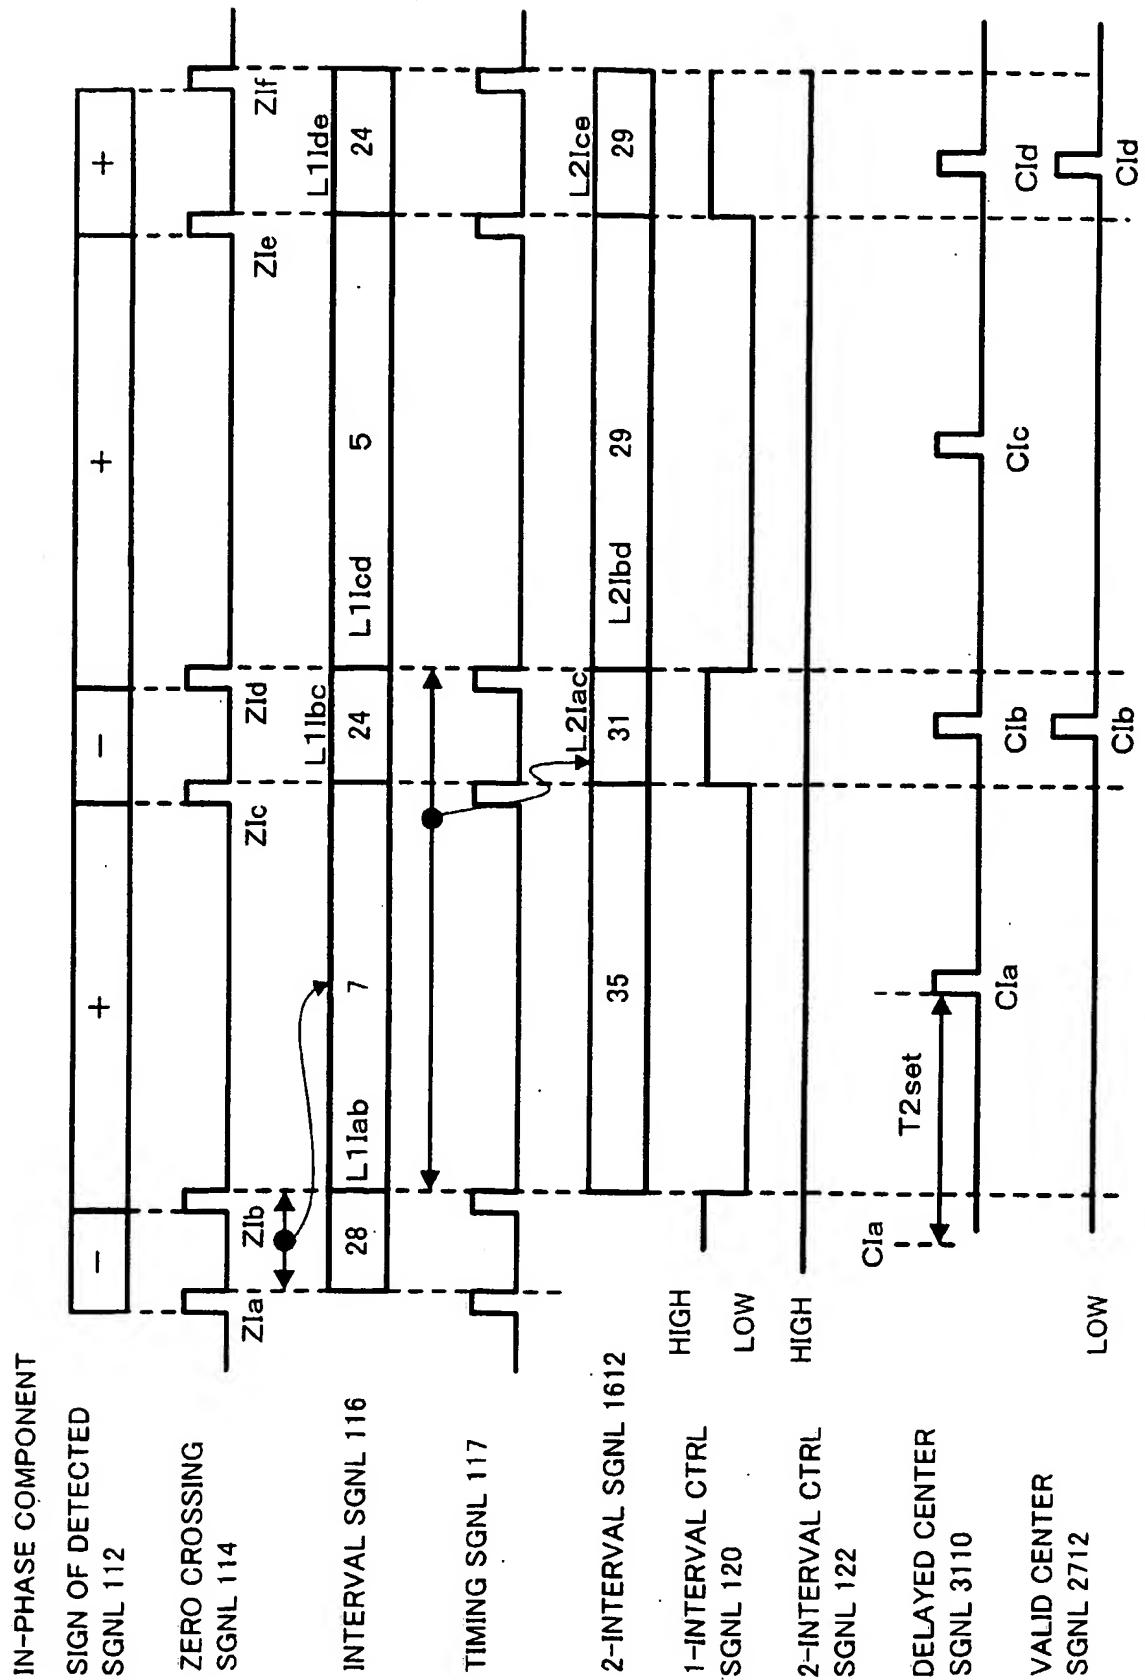 IN-PHASE COMPONENT
SIGN OF DETECTED
SGNL 112
− + − + +
ZERO CROSSING
SGNL 114
ZIa ZIb ZIc ZId ZIe ZIf
INTERVAL SGNL 116
28 L1Iab 7 L1Ibc 24 L1Icd 5 L1Ide 24
TIMING SGNL 117
2-INTERVAL SGNL 1612
35 L2Iac 31 L2Ibd 29 L2Ice 29
1-INTERVAL CTRL
SGNL 120
HIGH
LOW
2-INTERVAL CTRL
SGNL 122
HIGH
DELAYED CENTER
SGNL 3110
CIa T2set CIa CIb CIc CId
VALID CENTER
SGNL 2712
LOW
CIb CId